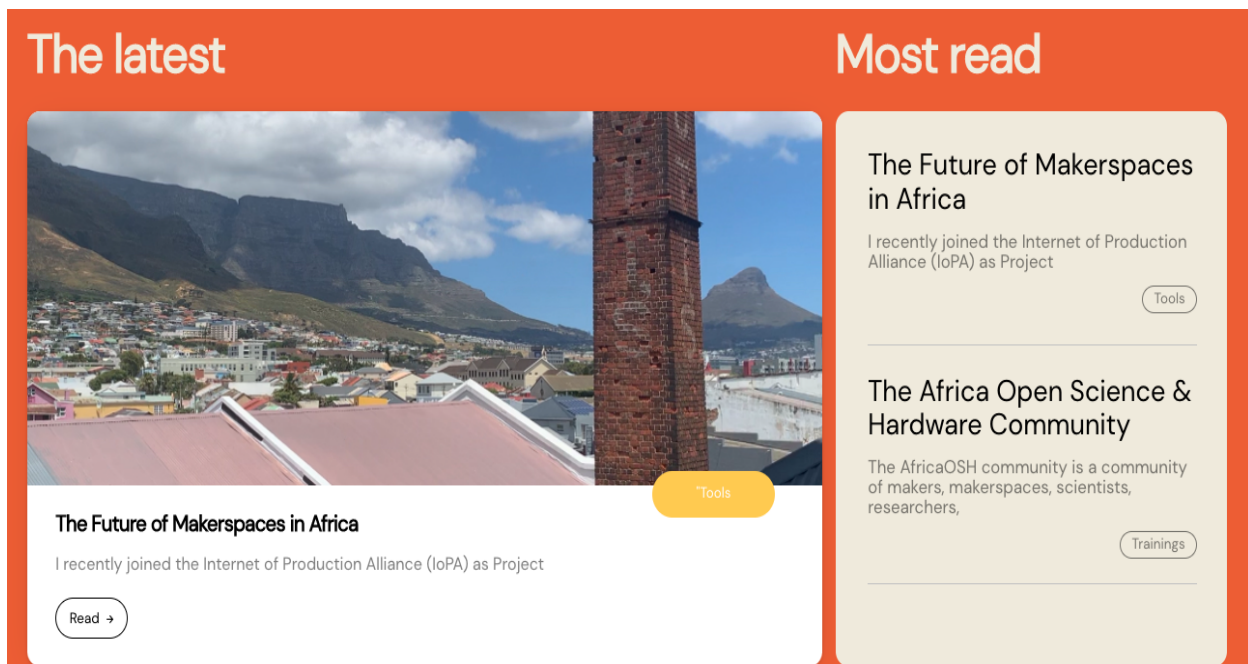 The latest
"Tools
The Future of Makerspaces in Africa
I recently joined the Internet of Production Alliance (IoPA) as Project
Read →
Most read
The Future of Makerspaces
in Africa
I recently joined the Internet of Production
Alliance (IoPA) as Project
Tools
The Africa Open Science &
Hardware Community
The AfricaOSH community is a community
of makers, makerspaces, scientists,
researchers,
Trainings